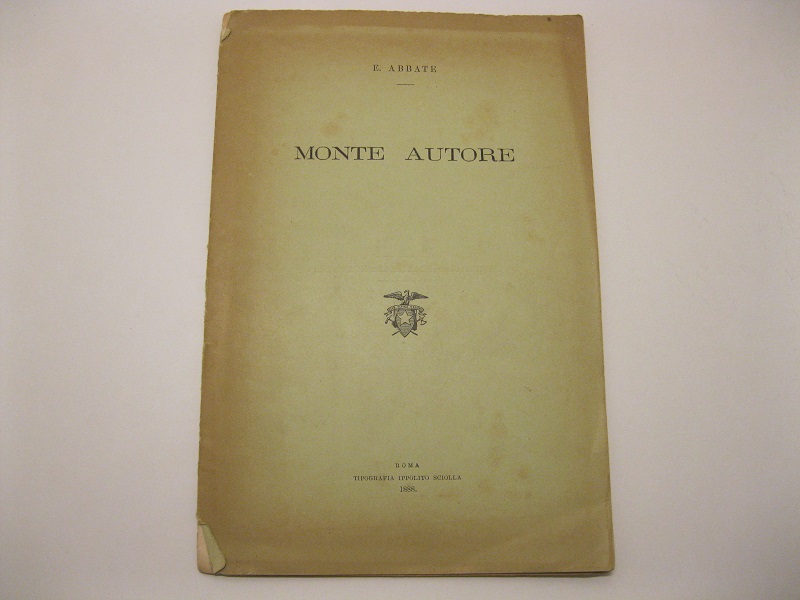 E. ABBATE
MONTE AUTORE
ROMA
TIPOGRAFIA IPPOLITO SCIOLLA
1888.